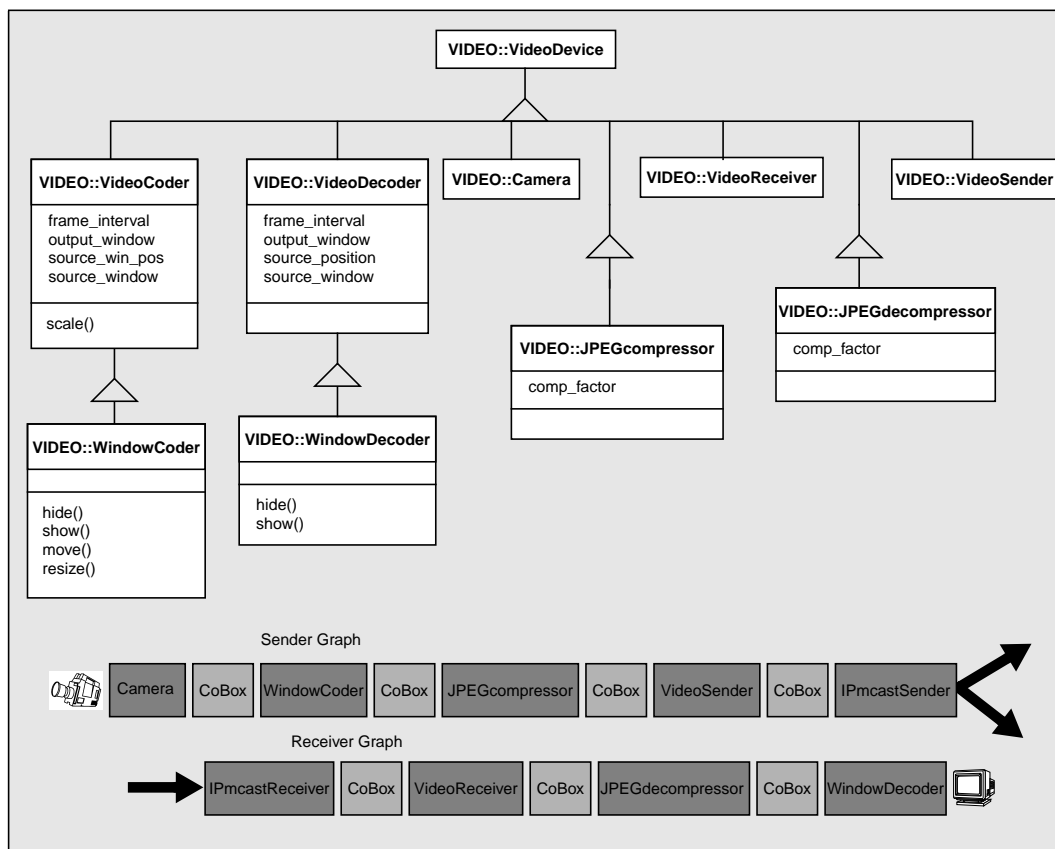 VIDEO::VideoDevice
VIDEO::VideoCoder
frame_interval
output_window
source_win_pos
source_window
scale()
VIDEO::VideoDecoder
frame_interval
output_window
source_position
source_window
VIDEO::Camera
VIDEO::VideoReceiver
VIDEO::VideoSender
VIDEO::JPEGcompressor
comp_factor
VIDEO::JPEGdecompressor
comp_factor
VIDEO::WindowCoder
hide()
show()
move()
resize()
VIDEO::WindowDecoder
hide()
show()
Sender Graph
Camera CoBox WindowCoder CoBox JPEGcompressor CoBox VideoSender CoBox IPmcastSender
Receiver Graph
IPmcastReceiver CoBox VideoReceiver CoBox JPEGdecompressor CoBox WindowDecoder